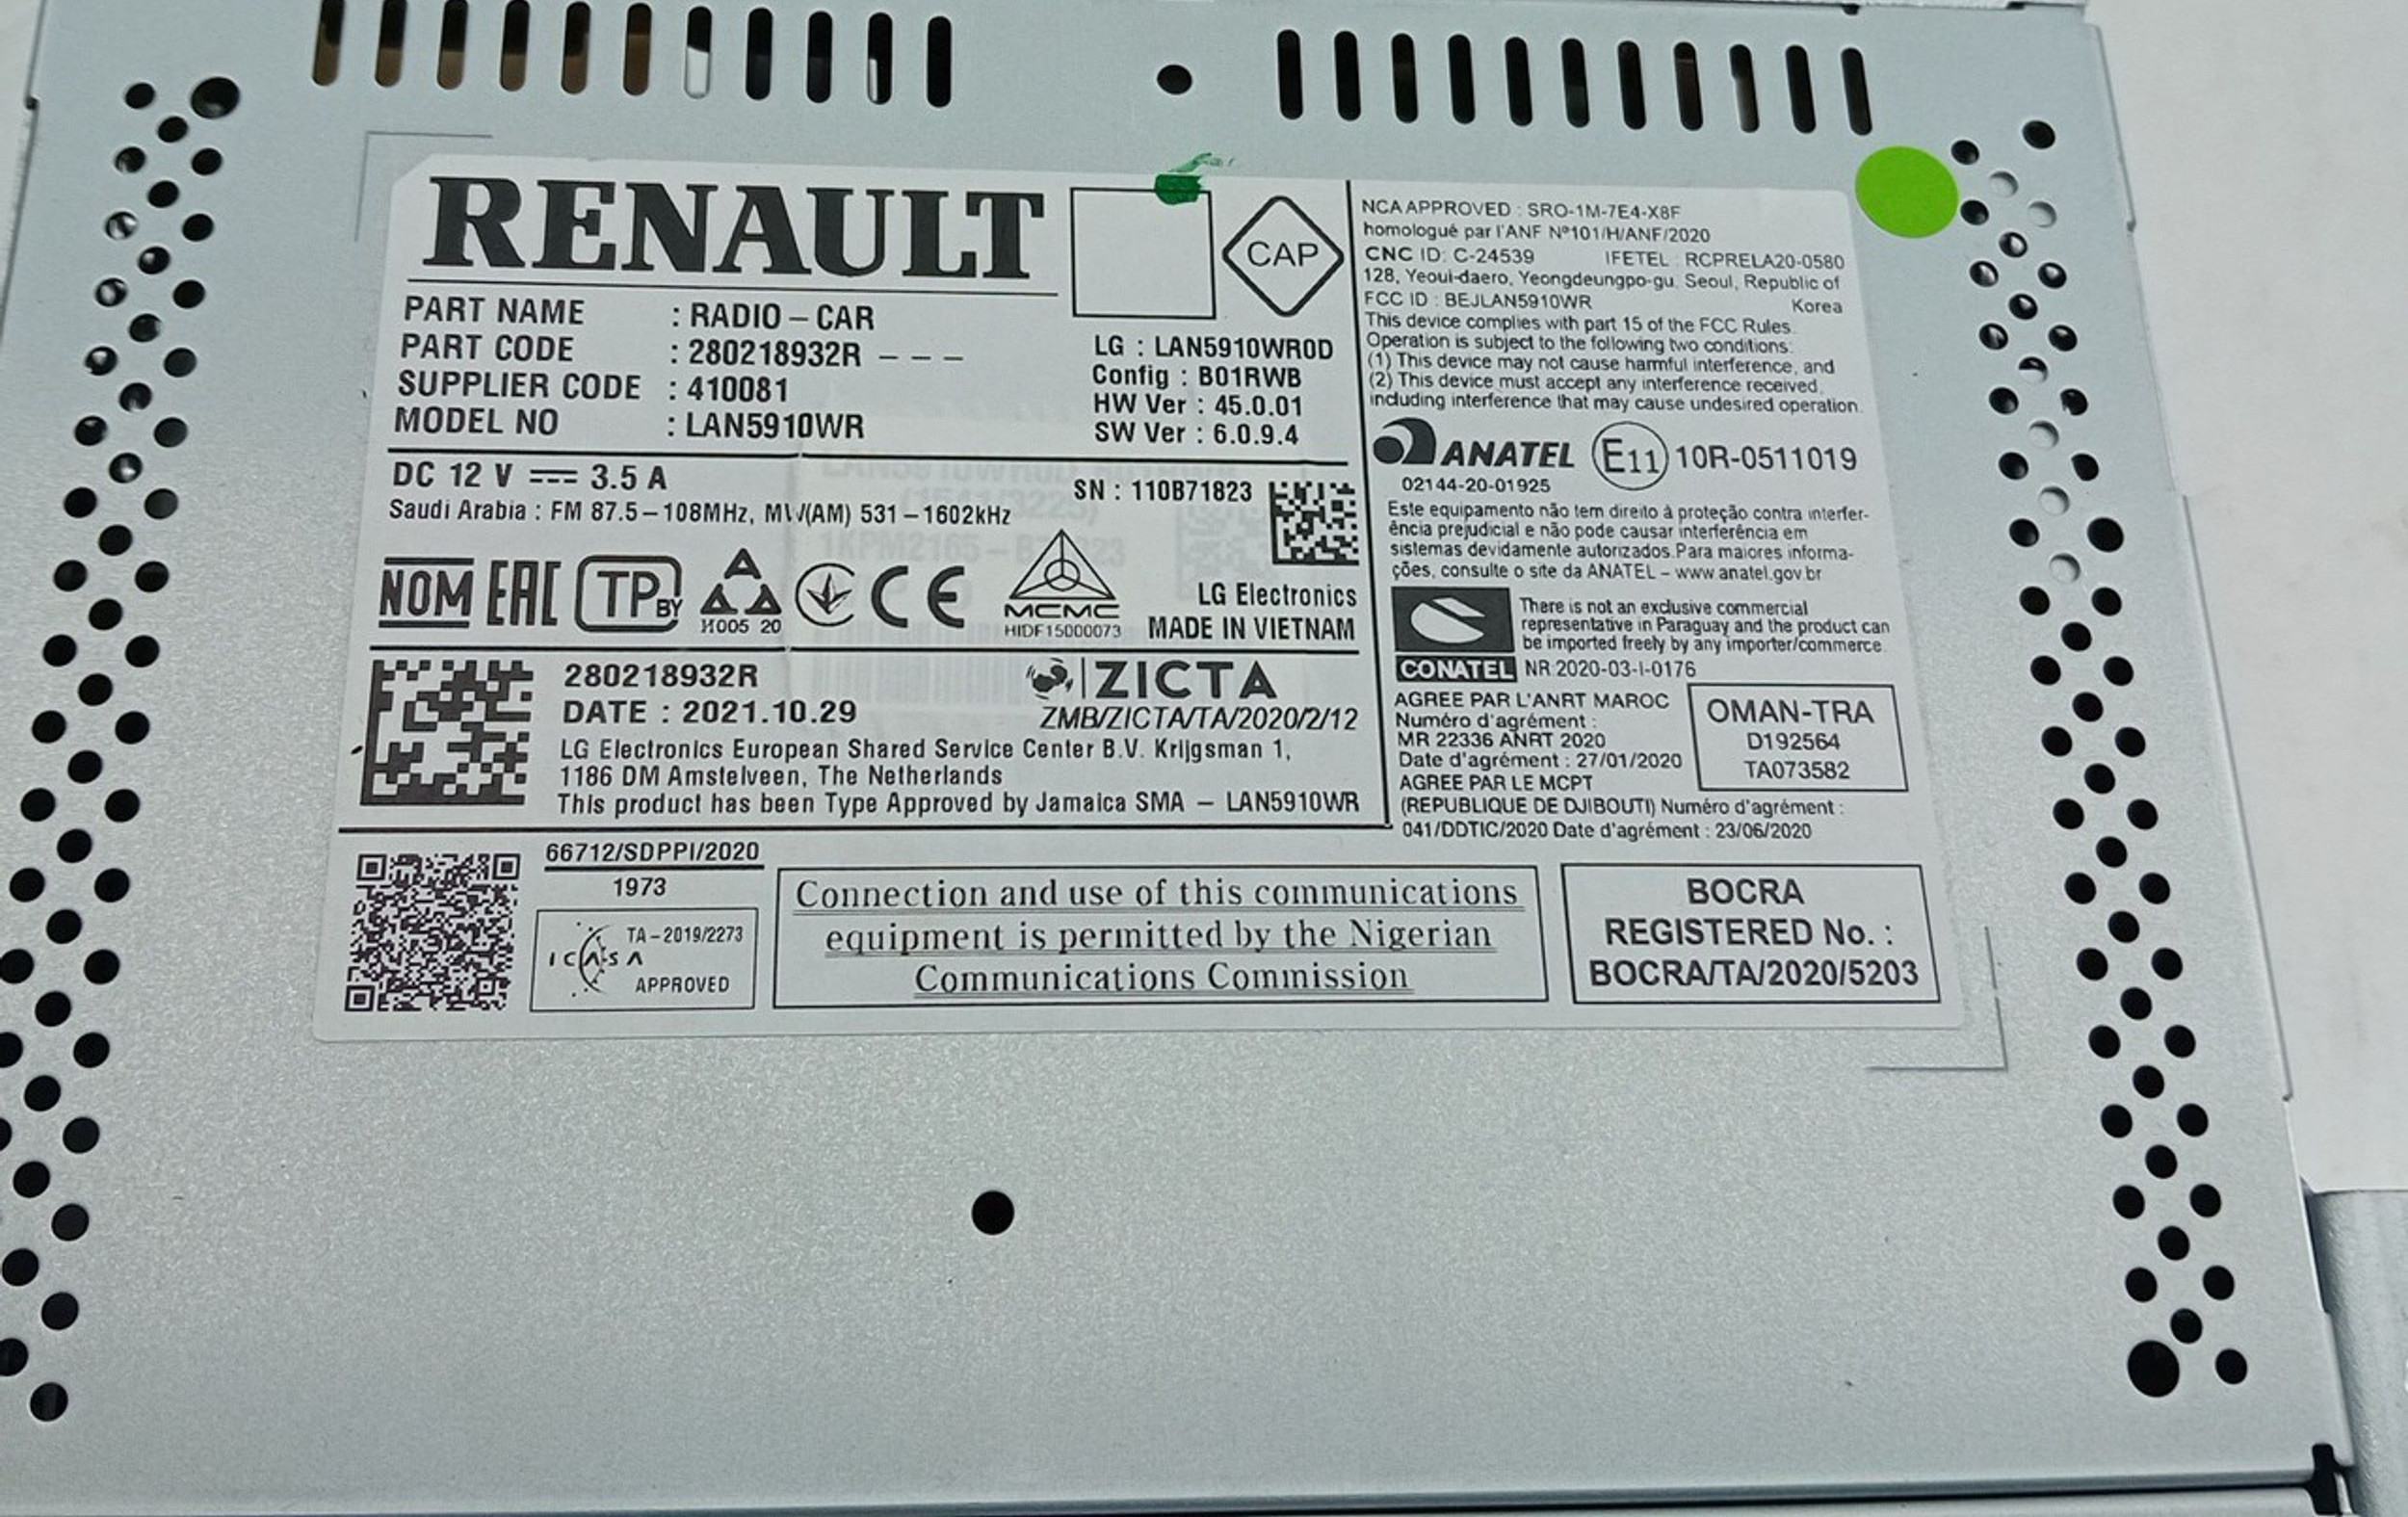 RENAULT
CAP
PART NAME : RADIO – CAR
PART CODE : 280218932R – – –
SUPPLIER CODE : 410081
MODEL NO : LAN5910WR
LG : LAN5910WR0D
Config : B01RWB
HW Ver : 45.0.01
SW Ver : 6.0.9.4
DC 12 V ⎓ 3.5 A
SN : 110B71823
Saudi Arabia : FM 87.5 – 108MHz, MW(AM) 531 – 1602kHz
NOM EAC TP BY
005 20
CE
MCMC
HIDF15000073
LG Electronics
MADE IN VIETNAM
280218932R
DATE : 2021.10.29
ZICTA
ZMB/ZICTA/TA/2020/2/12
LG Electronics European Shared Service Center B.V. Krijgsman 1,
1186 DM Amstelveen, The Netherlands
This product has been Type Approved by Jamaica SMA – LAN5910WR
NCA APPROVED : SRO-1M-7E4-X8F
homologué par l'ANF Nº101/H/ANF/2020
CNC ID: C-24539 IFETEL : RCPRELA20-0580
128, Yeoui-daero, Yeongdeungpo-gu, Seoul, Republic of
FCC ID : BEJLAN5910WR Korea
This device complies with part 15 of the FCC Rules.
Operation is subject to the following two conditions:
(1) This device may not cause harmful interference, and
(2) This device must accept any interference received,
including interference that may cause undesired operation.
ANATEL E11 10R-0511019
02144-20-01925
Este equipamento não tem direito à proteção contra interfer-
ência prejudicial e não pode causar interferência em
sistemas devidamente autorizados.Para maiores informa-
ções, consulte o site da ANATEL – www.anatel.gov.br
There is not an exclusive commercial
representative in Paraguay and the product can
be imported freely by any importer/commerce.
CONATEL NR:2020-03-I-0176
AGREE PAR L'ANRT MAROC
Numéro d'agrément :
MR 22336 ANRT 2020
Date d'agrément : 27/01/2020
AGREE PAR LE MCPT
(REPUBLIQUE DE DJIBOUTI) Numéro d'agrément :
041/DDTIC/2020 Date d'agrément : 23/06/2020
OMAN-TRA
D192564
TA073582
66712/SDPPI/2020
1973
ICASA
TA – 2019/2273
APPROVED
Connection and use of this communications
equipment is permitted by the Nigerian
Communications Commission
BOCRA
REGISTERED No. :
BOCRA/TA/2020/5203